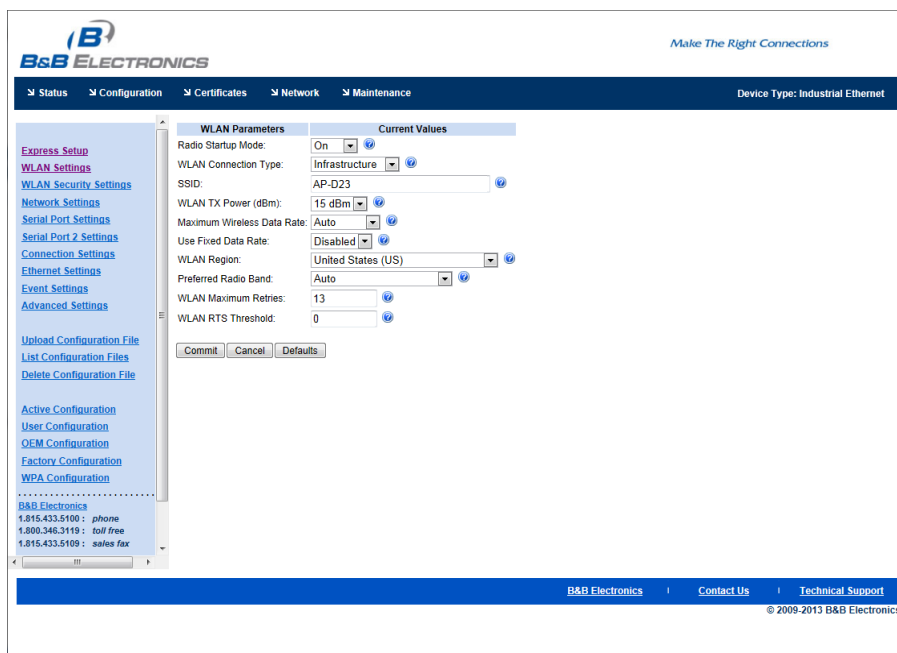 B&B ELECTRONICS
Make The Right Connections
Status Configuration Certificates Network Maintenance Device Type: Industrial Ethernet
Express Setup
WLAN Settings
WLAN Security Settings
Network Settings
Serial Port Settings
Serial Port 2 Settings
Connection Settings
Ethernet Settings
Event Settings
Advanced Settings
Upload Configuration File
List Configuration Files
Delete Configuration File
Active Configuration
User Configuration
OEM Configuration
Factory Configuration
WPA Configuration
B&B Electronics
1.815.433.5100 : phone
1.800.346.3119 : toll free
1.815.433.5109 : sales fax
WLAN Parameters Current Values
Radio Startup Mode: On
WLAN Connection Type: Infrastructure
SSID: AP-D23
WLAN TX Power (dBm): 15 dBm
Maximum Wireless Data Rate: Auto
Use Fixed Data Rate: Disabled
WLAN Region: United States (US)
Preferred Radio Band: Auto
WLAN Maximum Retries: 13
WLAN RTS Threshold: 0
Commit Cancel Defaults
B&B Electronics | Contact Us | Technical Support
© 2009-2013 B&B Electronics